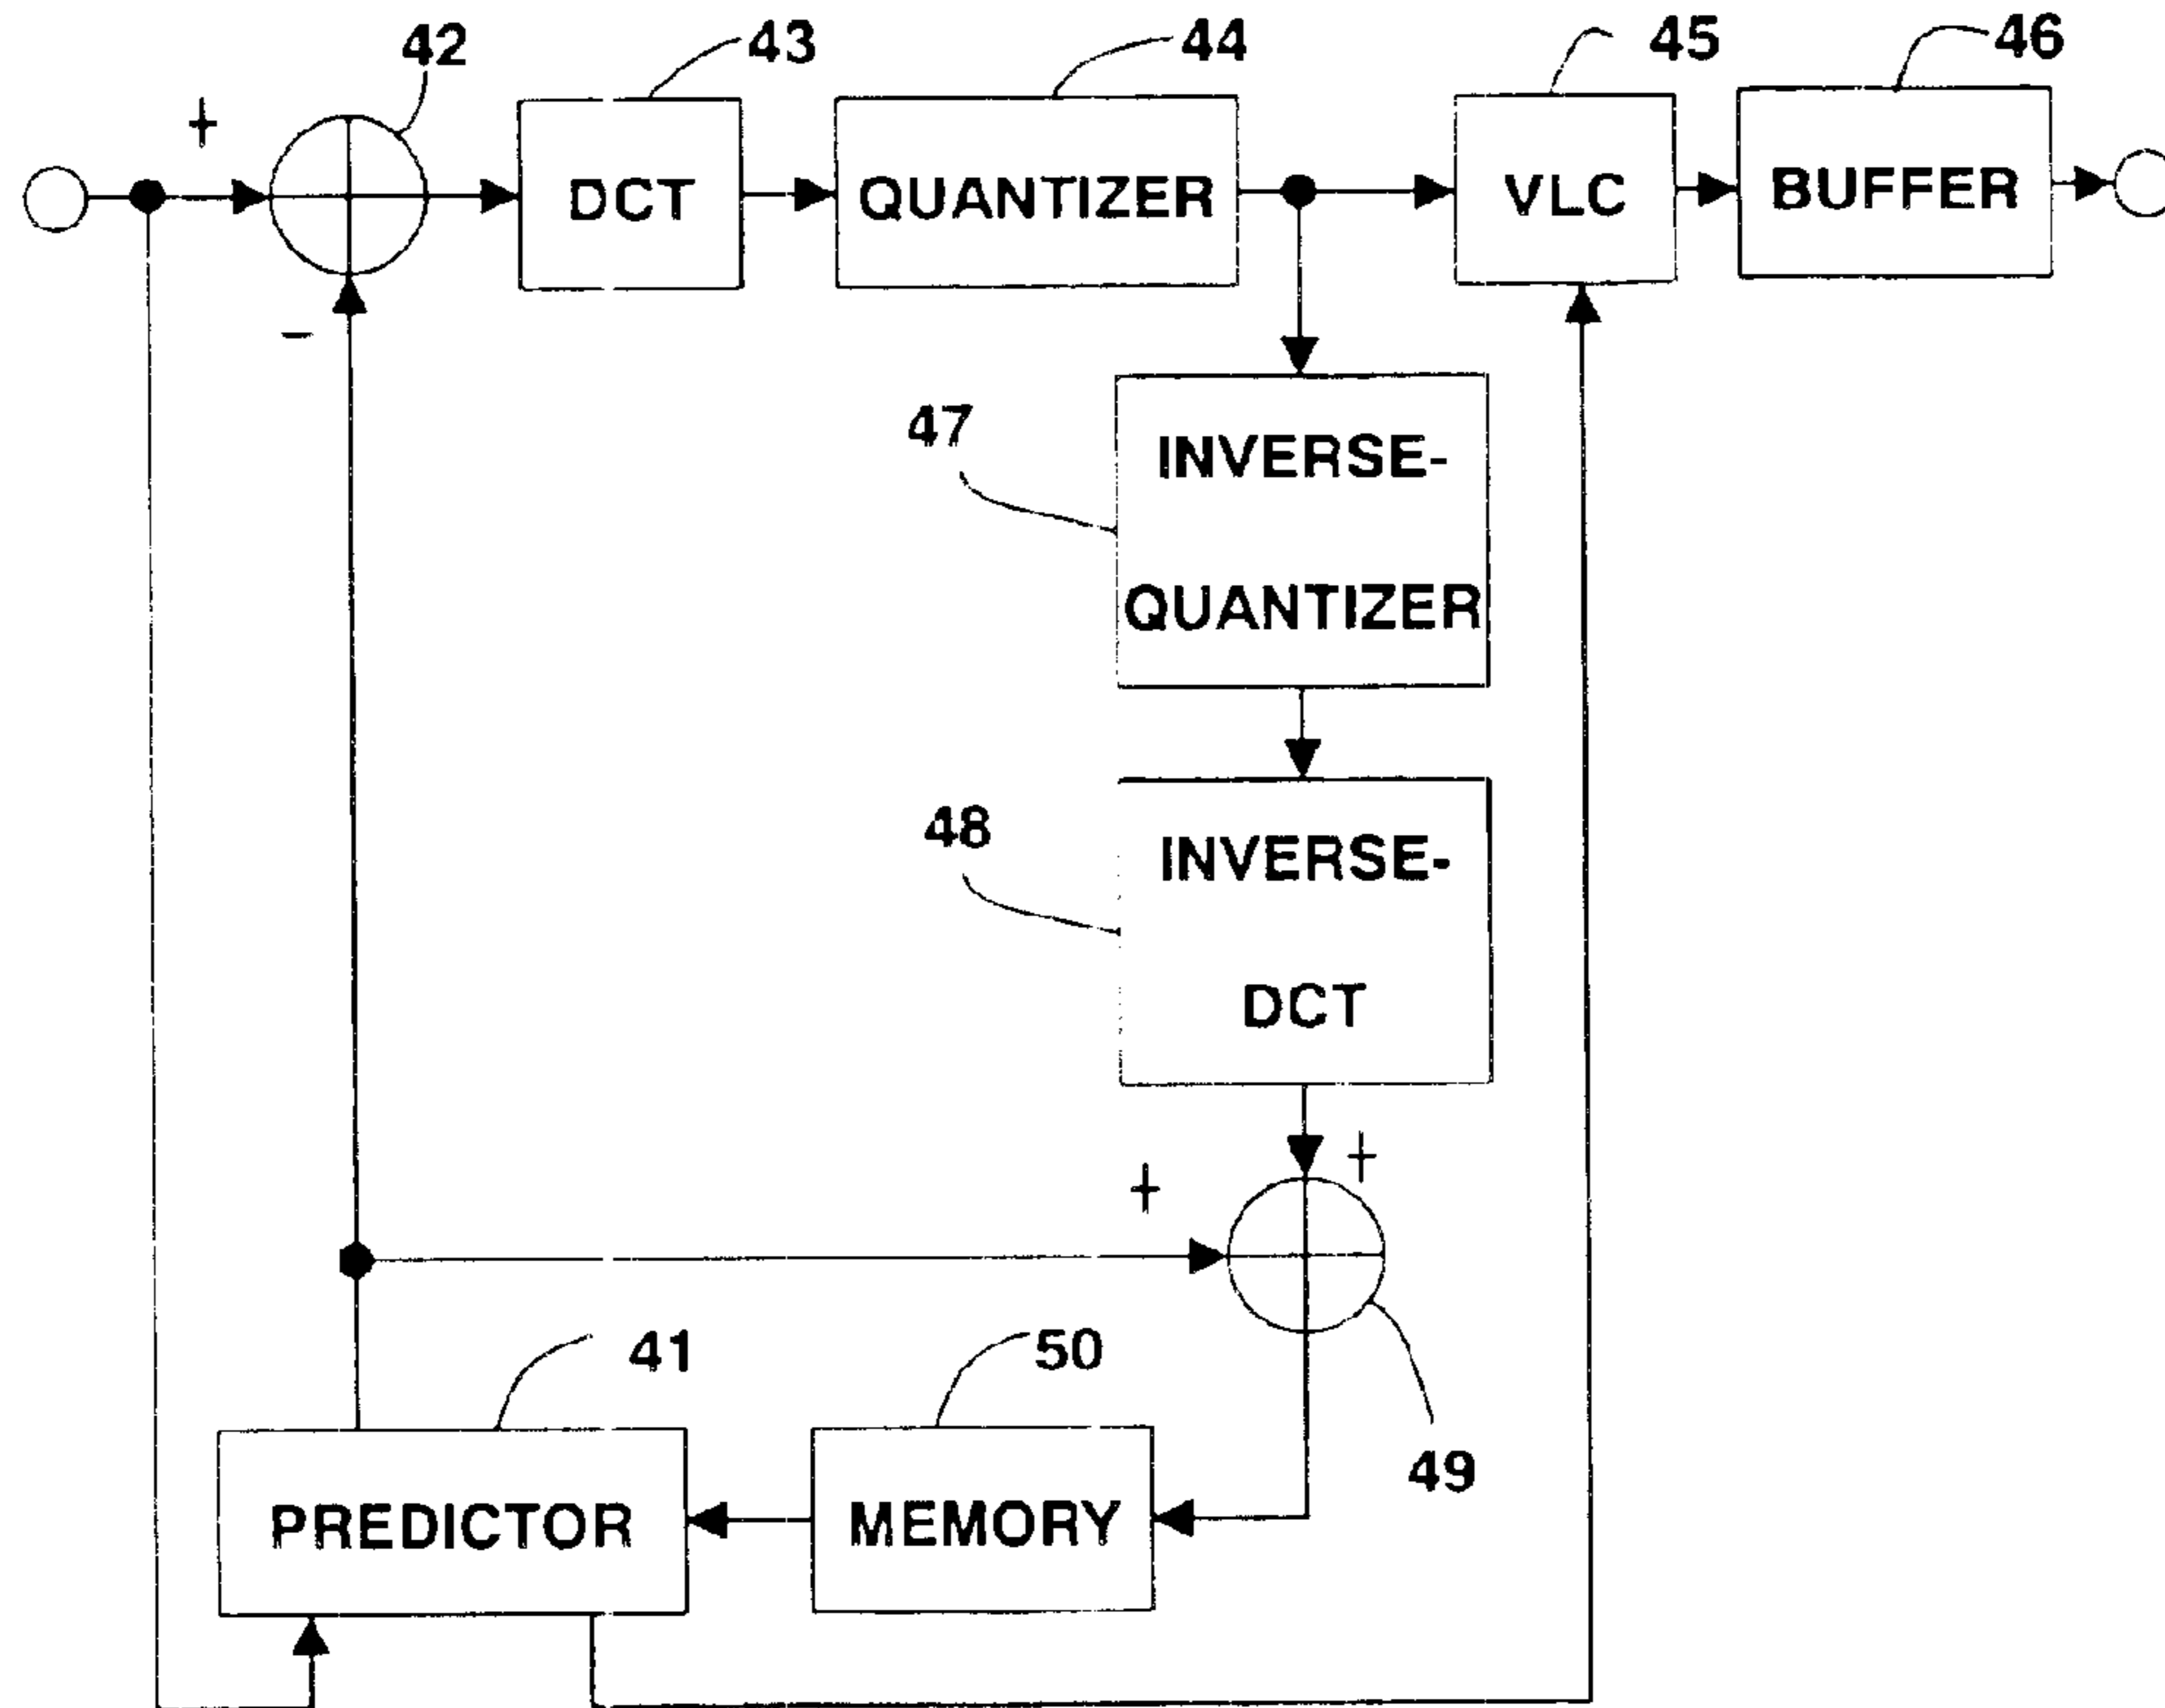 42
43
44
45
46
+
DCT
QUANTIZER
VLC
BUFFER
−
47
INVERSE-
QUANTIZER
48
INVERSE-
DCT
+
+
41
50
49
PREDICTOR
MEMORY